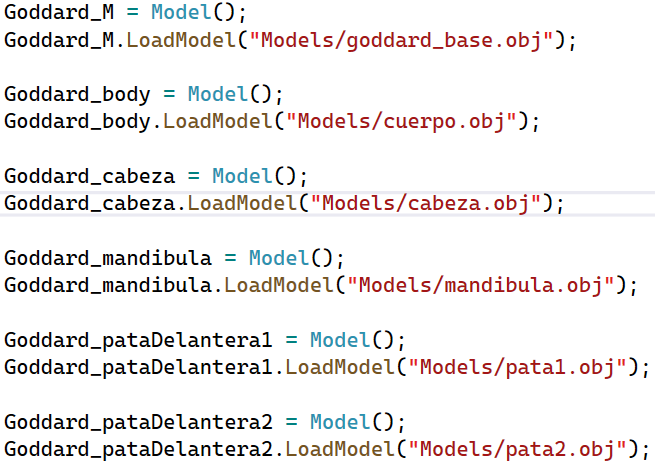 Goddard_M = Model();
Goddard_M.LoadModel("Models/goddard_base.obj");
Goddard_body = Model();
Goddard_body.LoadModel("Models/cuerpo.obj");
Goddard_cabeza = Model();
Goddard_cabeza.LoadModel("Models/cabeza.obj");
Goddard_mandibula = Model();
Goddard_mandibula.LoadModel("Models/mandibula.obj");
Goddard_pataDelantera1 = Model();
Goddard_pataDelantera1.LoadModel("Models/pata1.obj");
Goddard_pataDelantera2 = Model();
Goddard_pataDelantera2.LoadModel("Models/pata2.obj");